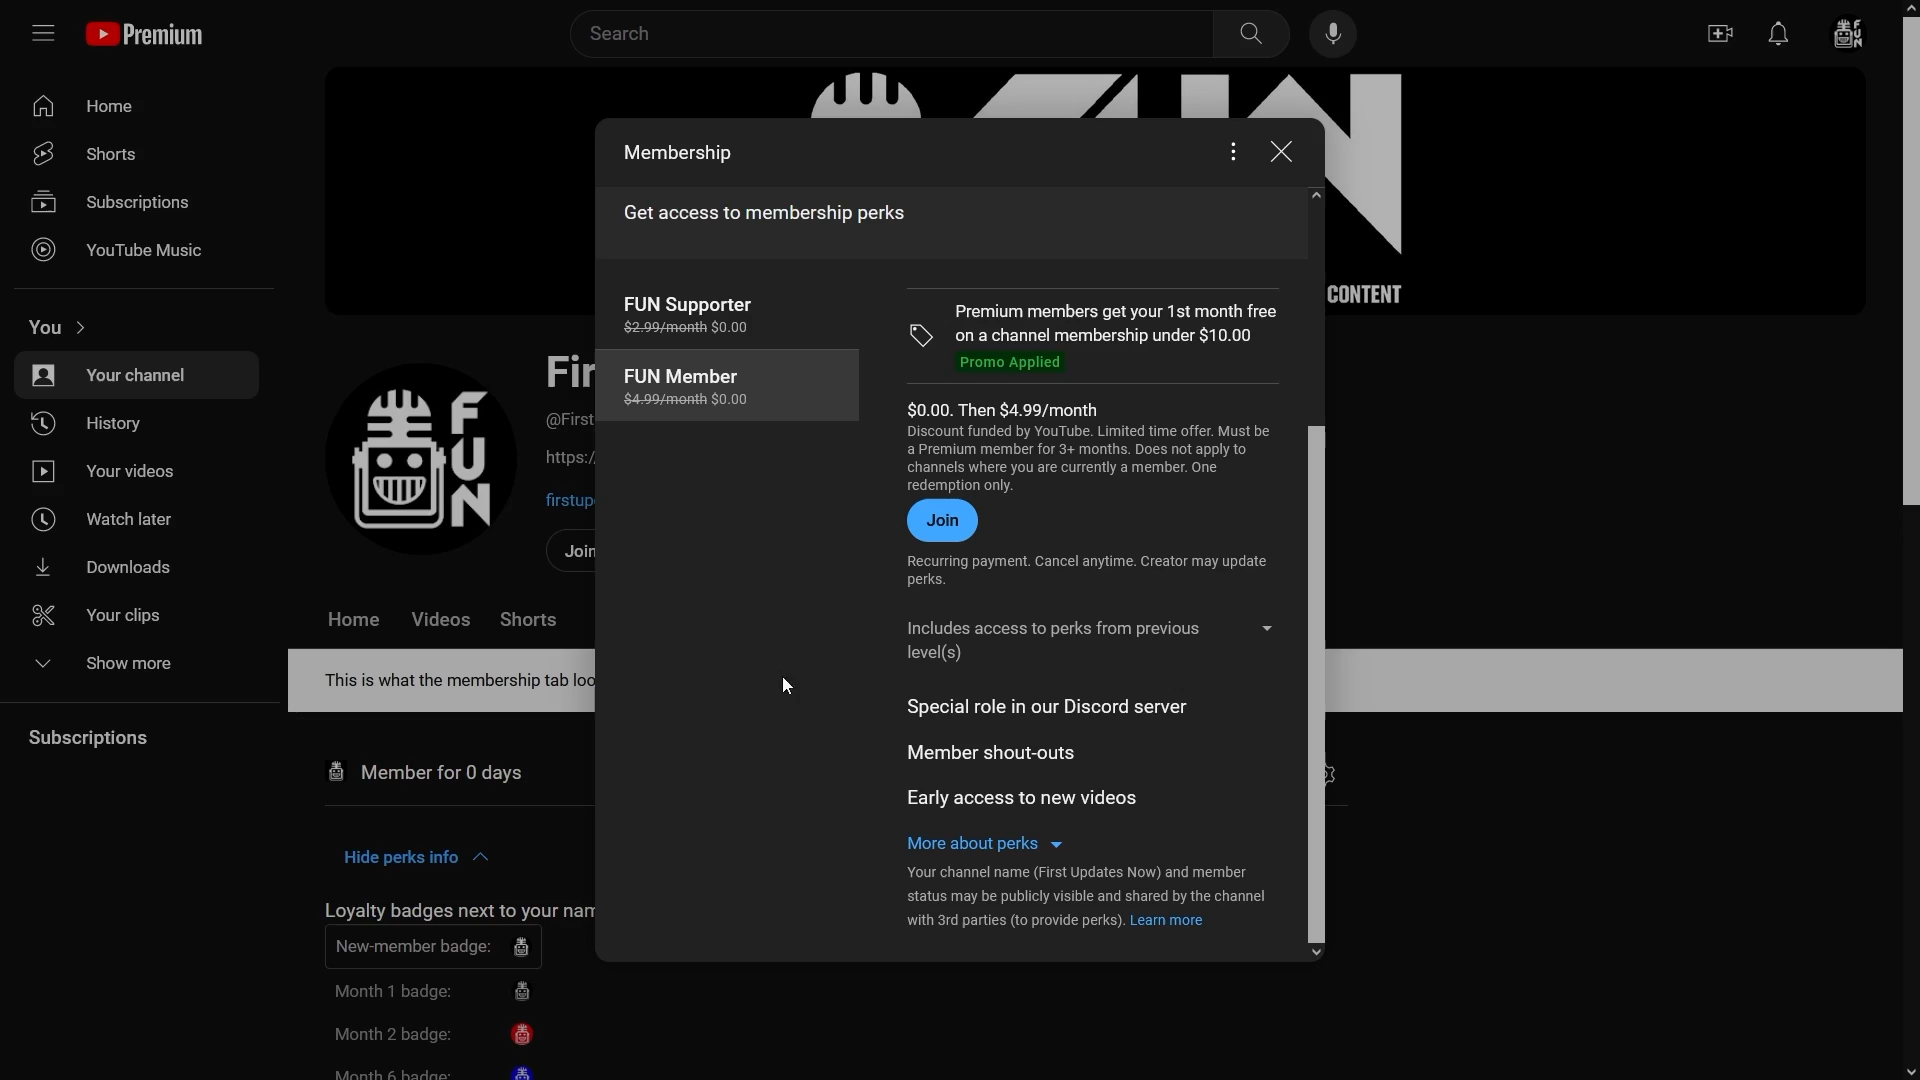 Premium
Search
FUN
Home
Shorts
Subscriptions
YouTube Music
You
Your channel
History
Your videos
Watch later
Downloads
Your clips
Show more
Subscriptions
CONTENT
FUN
Fir
@First
https:/
firstup
Join
Home Videos Shorts
This is what the membership tab loo
Member for 0 days
Hide perks info
Loyalty badges next to your nam
New-member badge:
Month 1 badge:
Month 2 badge:
Month 6 badge:
Membership
Get access to membership perks
FUN Supporter
$2.99/month $0.00
FUN Member
$4.99/month $0.00
Premium members get your 1st month free
on a channel membership under $10.00
Promo Applied
$0.00. Then $4.99/month
Discount funded by YouTube. Limited time offer. Must be
a Premium member for 3+ months. Does not apply to
channels where you are currently a member. One
redemption only.
Join
Recurring payment. Cancel anytime. Creator may update
perks.
Includes access to perks from previous
level(s)
Special role in our Discord server
Member shout-outs
Early access to new videos
More about perks
Your channel name (First Updates Now) and member
status may be publicly visible and shared by the channel
with 3rd parties (to provide perks). Learn more